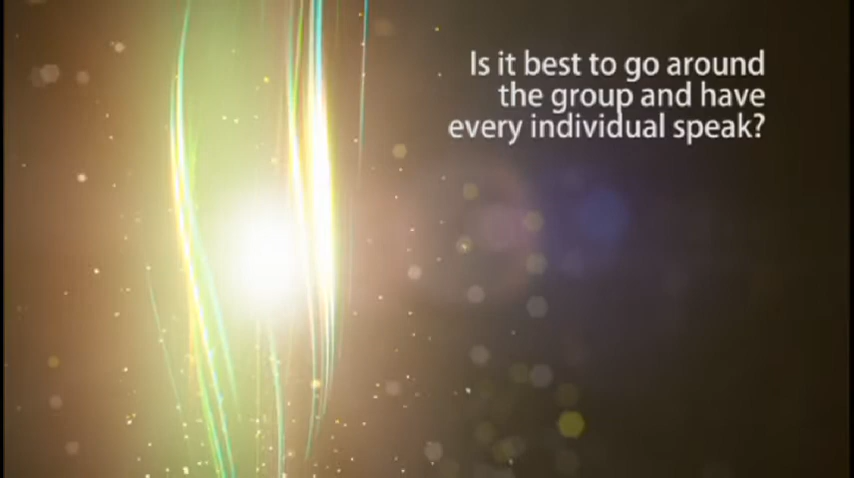 Is it best to go around
the group and have
every individual speak?